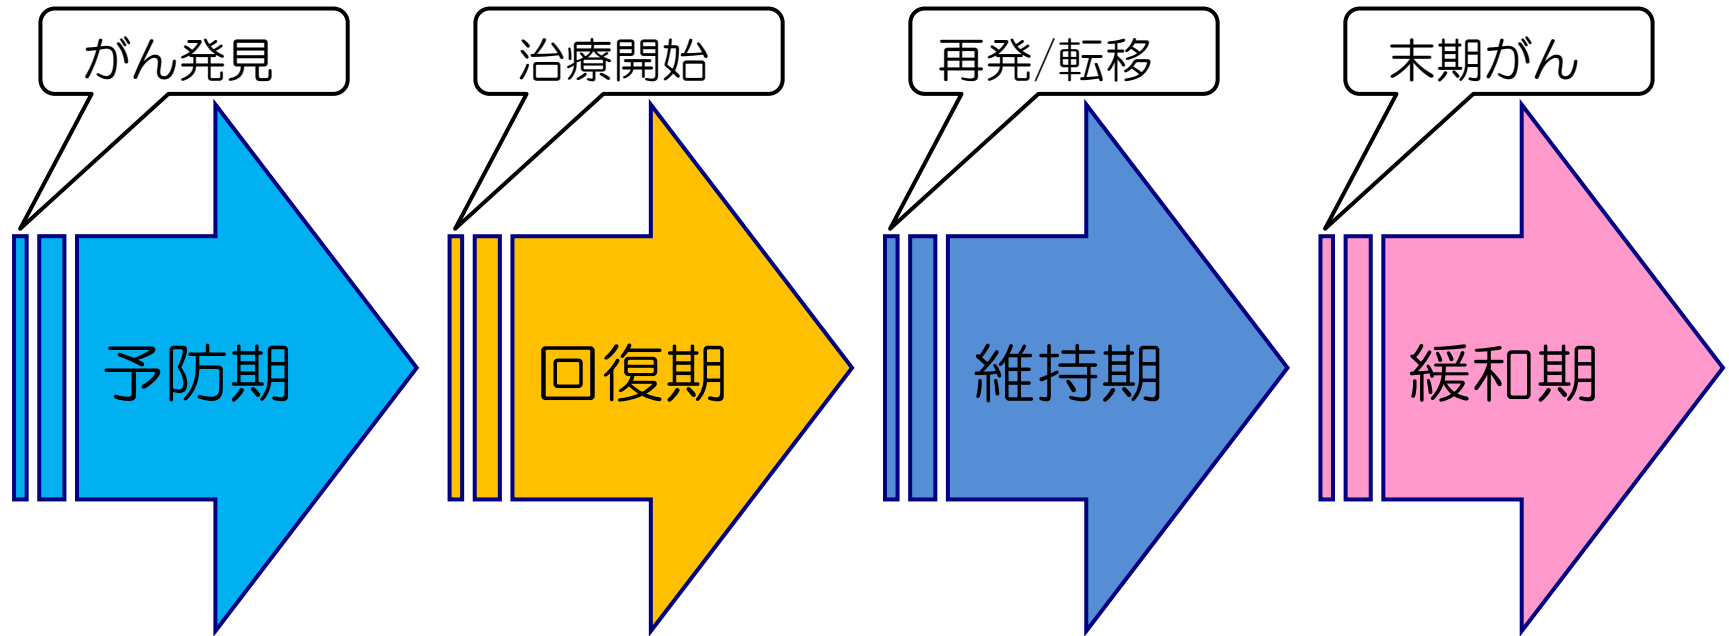 がん発見
治療開始
再発/転移
末期がん
予防期
回復期
維持期
緩和期